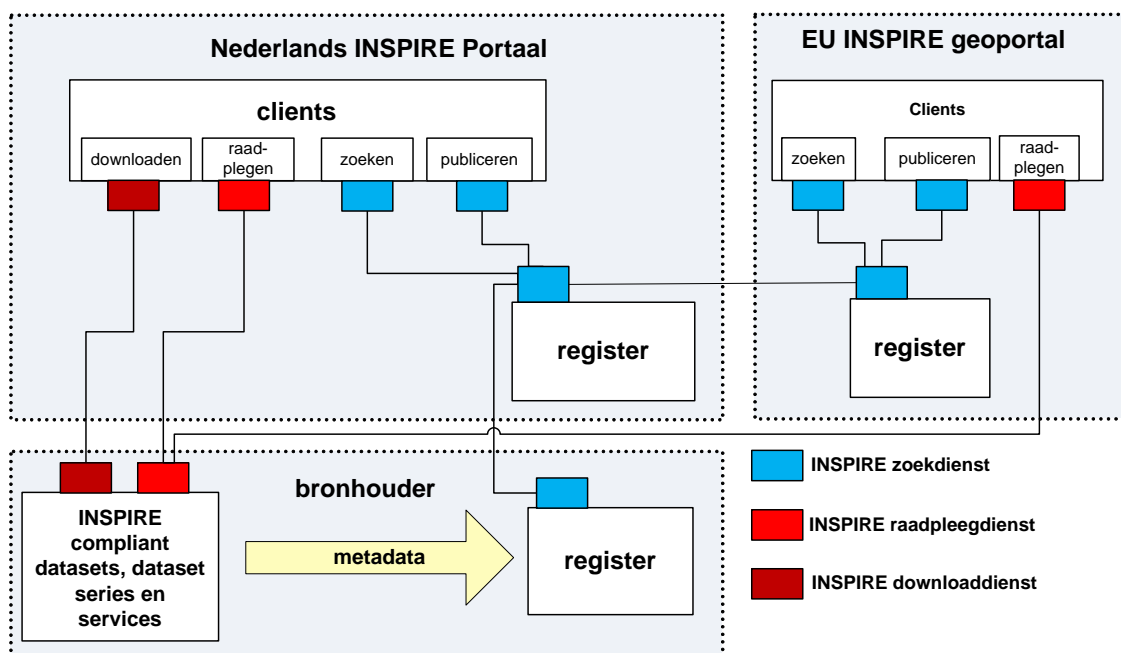 Nederlands INSPIRE Portaal
clients
downloaden
raad-
plegen
zoeken
publiceren
register
EU INSPIRE geoportal
Clients
zoeken
publiceren
raad-
plegen
register
bronhouder
INSPIRE
compliant
datasets, dataset
series en
services
metadata
register
INSPIRE zoekdienst
INSPIRE raadpleegdienst
INSPIRE downloaddienst